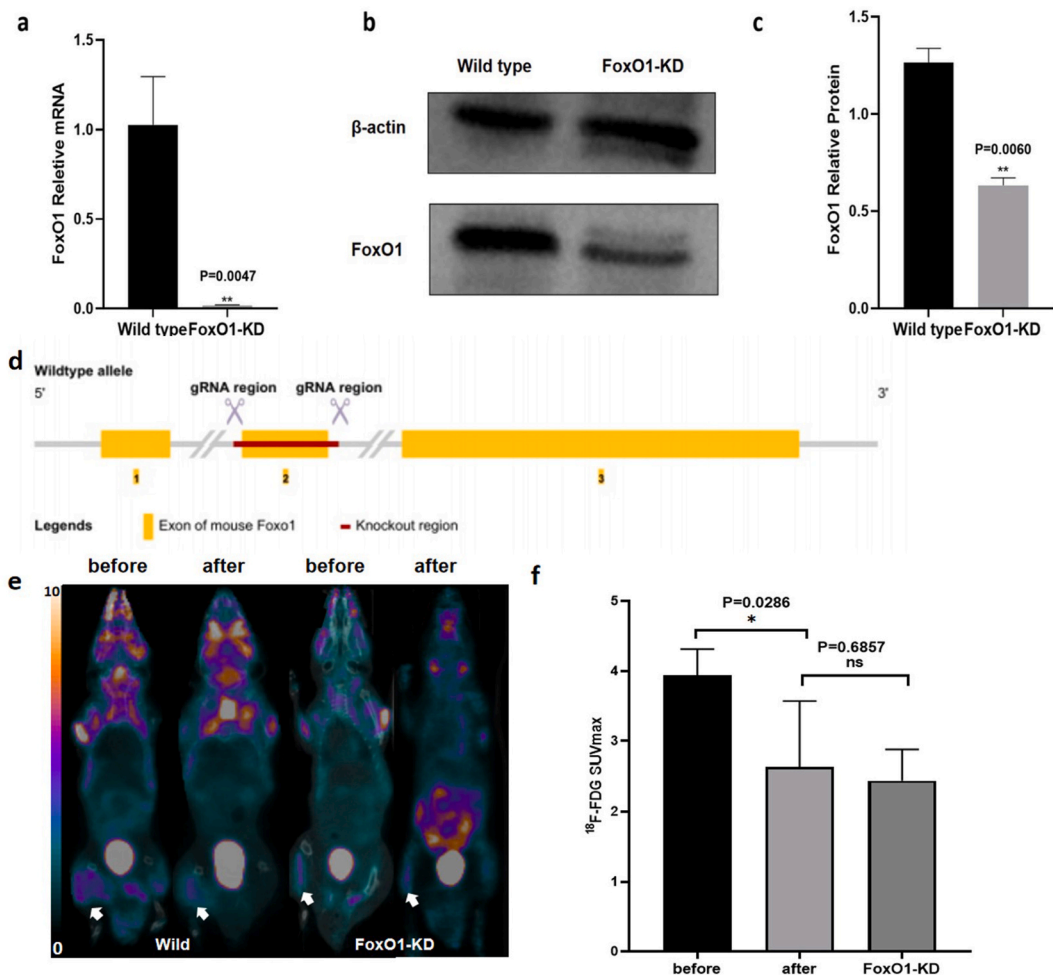 a
FoxO1 Reletive mRNA
1.5
1.0
0.5
0.0
P=0.0047
**
Wild type FoxO1-KD
b
Wild type FoxO1-KD
β-actin
FoxO1
c
FoxO1 Relative Protein
1.5
1.0
0.5
0.0
P=0.0060
**
Wild type FoxO1-KD
d
Wildtype allele
5'
3'
gRNA region gRNA region
1 2 3
Legends Exon of mouse Foxo1 Knockout region
e
before after before after
10
0
Wild FoxO1-KD
f
¹⁸F-FDG SUVmax
5
4
3
2
1
0
P=0.0286
*
P=0.6857
ns
before after FoxO1-KD